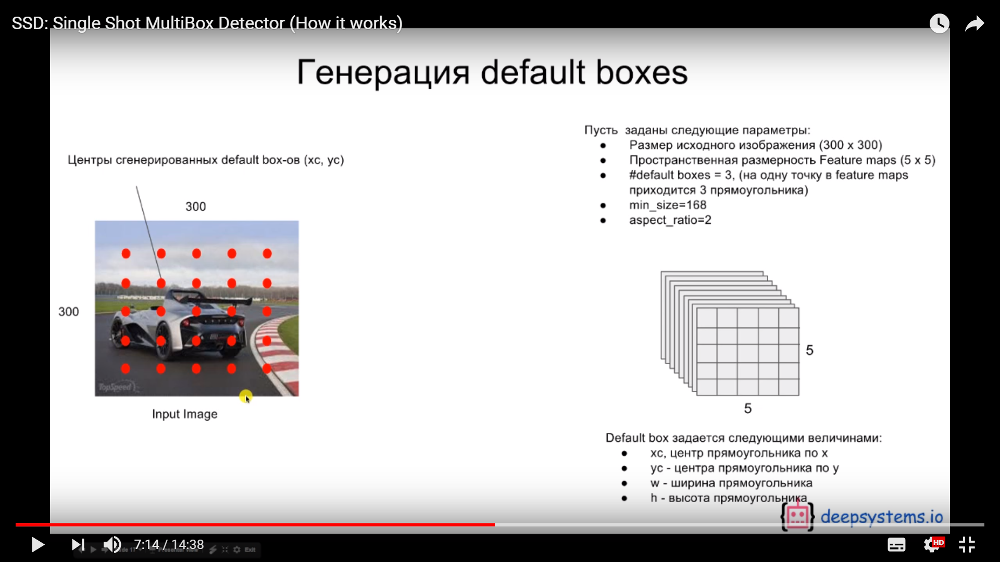 SSD: Single Shot MultiBox Detector (How it works)
Генерация default boxes
Центры сгенерированных default box-ов (xc, yc)
300
300
TopSpeed
Input Image
Пусть заданы следующие параметры:
● Размер исходного изображения (300 x 300)
● Пространственная размерность Feature maps (5 x 5)
● #default boxes = 3, (на одну точку в feature maps
приходится 3 прямоугольника)
● min_size=168
● aspect_ratio=2
5
5
Default box задается следующими величинами:
● xc, центр прямоугольника по x
● yc - центра прямоугольника по y
● w - ширина прямоугольника
● h - высота прямоугольника
deepsystems.io
7:14 / 14:38
HD
Exit